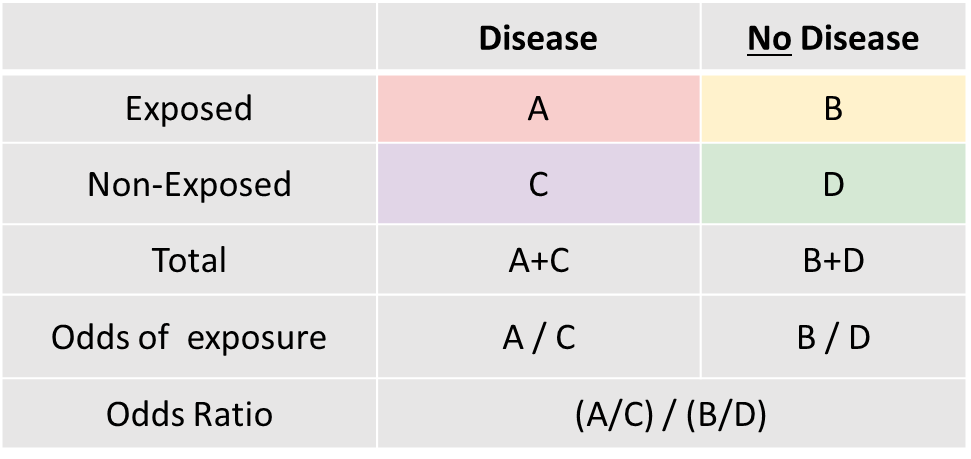 Disease No Disease
Exposed A B
Non-Exposed C D
Total A+C B+D
Odds of exposure A / C B / D
Odds Ratio (A/C) / (B/D)